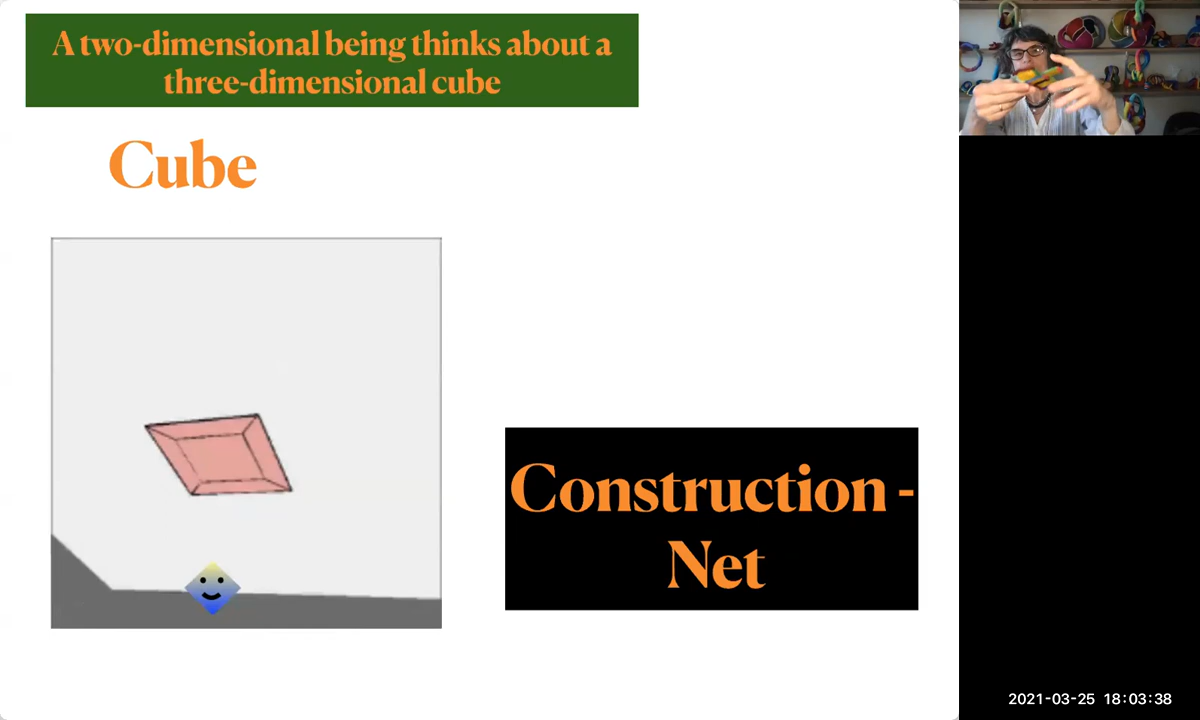 A two-dimensional being thinks about a
three-dimensional cube
Cube
Construction -
Net
2021-03-25 18:03:38